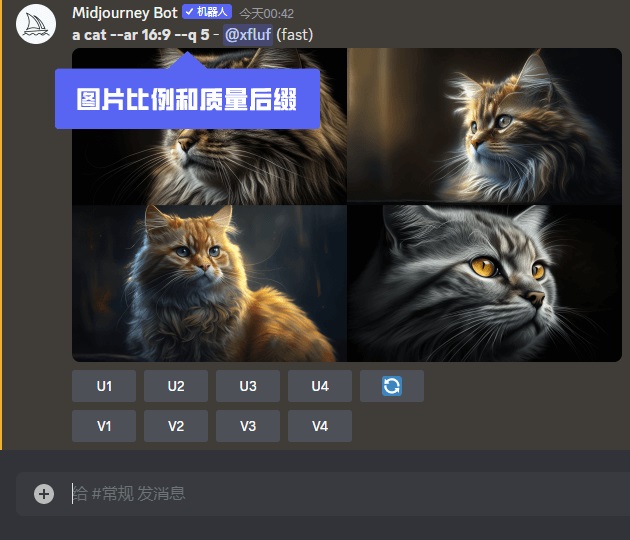 Midjourney Bot ✓机器人 今天00:42
a cat --ar 16:9 --q 5 - @xfluf (fast)
图片比例和质量后缀
U1 U2 U3 U4
V1 V2 V3 V4
给 #常规 发消息